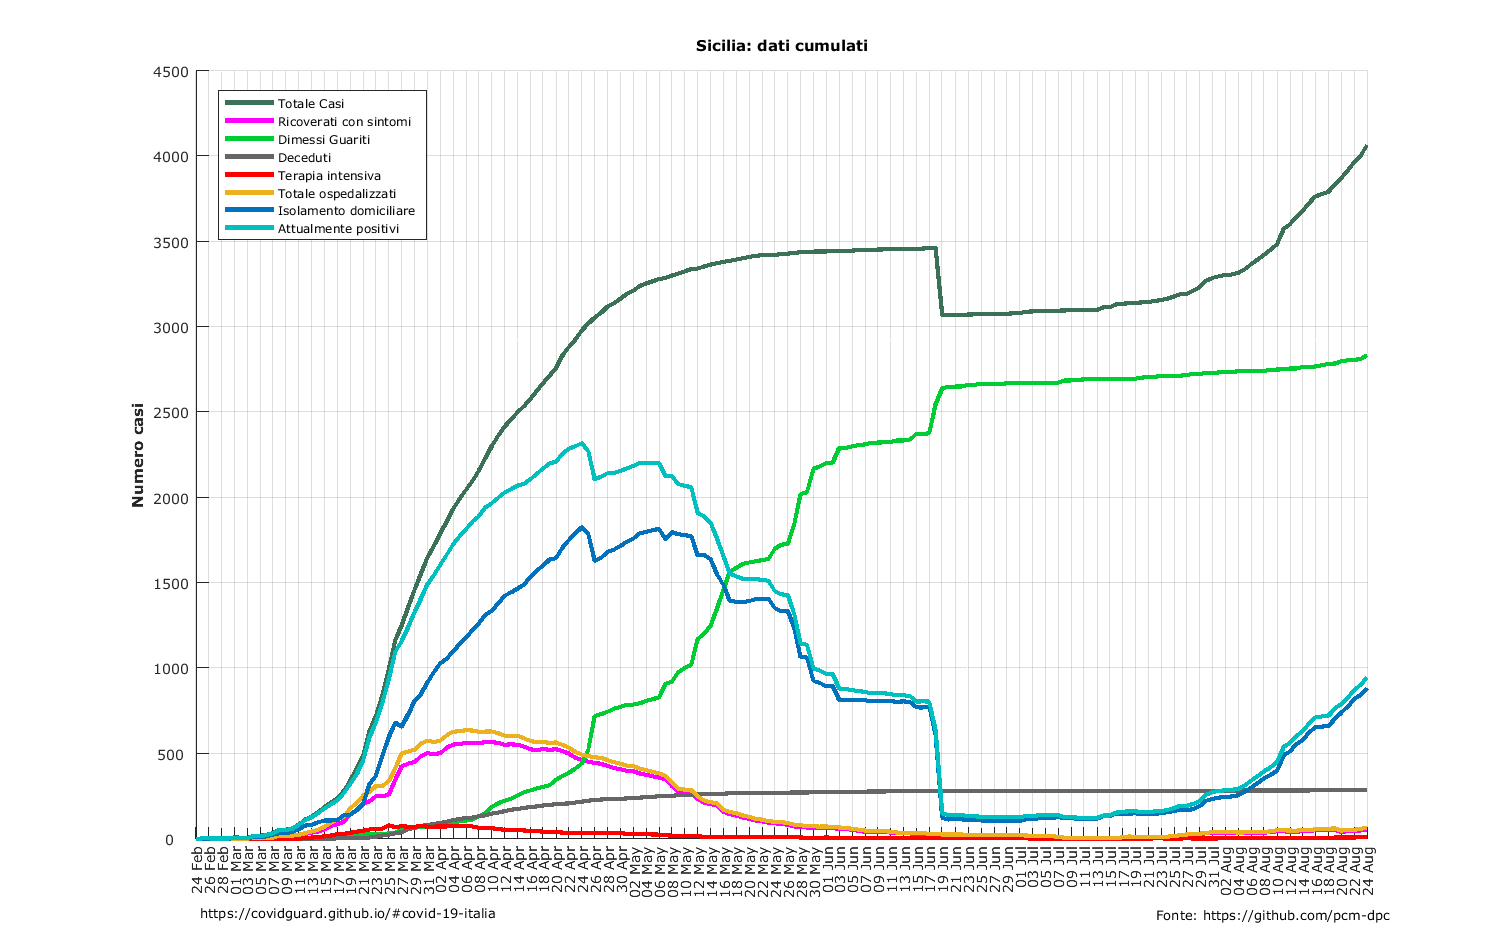 Sicilia: dati cumulati
Numero casi
4500
4000
3500
3000
2500
2000
1500
1000
500
0
Totale Casi
Ricoverati con sintomi
Dimessi Guariti
Deceduti
Terapia intensiva
Totale ospedalizzati
Isolamento domiciliare
Attualmente positivi
24 Feb
26 Feb
28 Feb
01 Mar
03 Mar
05 Mar
07 Mar
09 Mar
11 Mar
13 Mar
15 Mar
17 Mar
19 Mar
21 Mar
23 Mar
25 Mar
27 Mar
29 Mar
31 Mar
02 Apr
04 Apr
06 Apr
08 Apr
10 Apr
12 Apr
14 Apr
16 Apr
18 Apr
20 Apr
22 Apr
24 Apr
26 Apr
28 Apr
30 Apr
02 May
04 May
06 May
08 May
10 May
12 May
14 May
16 May
18 May
20 May
22 May
24 May
26 May
28 May
30 May
01 Jun
03 Jun
05 Jun
07 Jun
09 Jun
11 Jun
13 Jun
15 Jun
17 Jun
19 Jun
21 Jun
23 Jun
25 Jun
27 Jun
29 Jun
01 Jul
03 Jul
05 Jul
07 Jul
09 Jul
11 Jul
13 Jul
15 Jul
17 Jul
19 Jul
21 Jul
23 Jul
25 Jul
27 Jul
29 Jul
31 Jul
02 Aug
04 Aug
06 Aug
08 Aug
10 Aug
12 Aug
14 Aug
16 Aug
18 Aug
20 Aug
22 Aug
24 Aug
https://covidguard.github.io/#covid-19-italia
Fonte: https://github.com/pcm-dpc